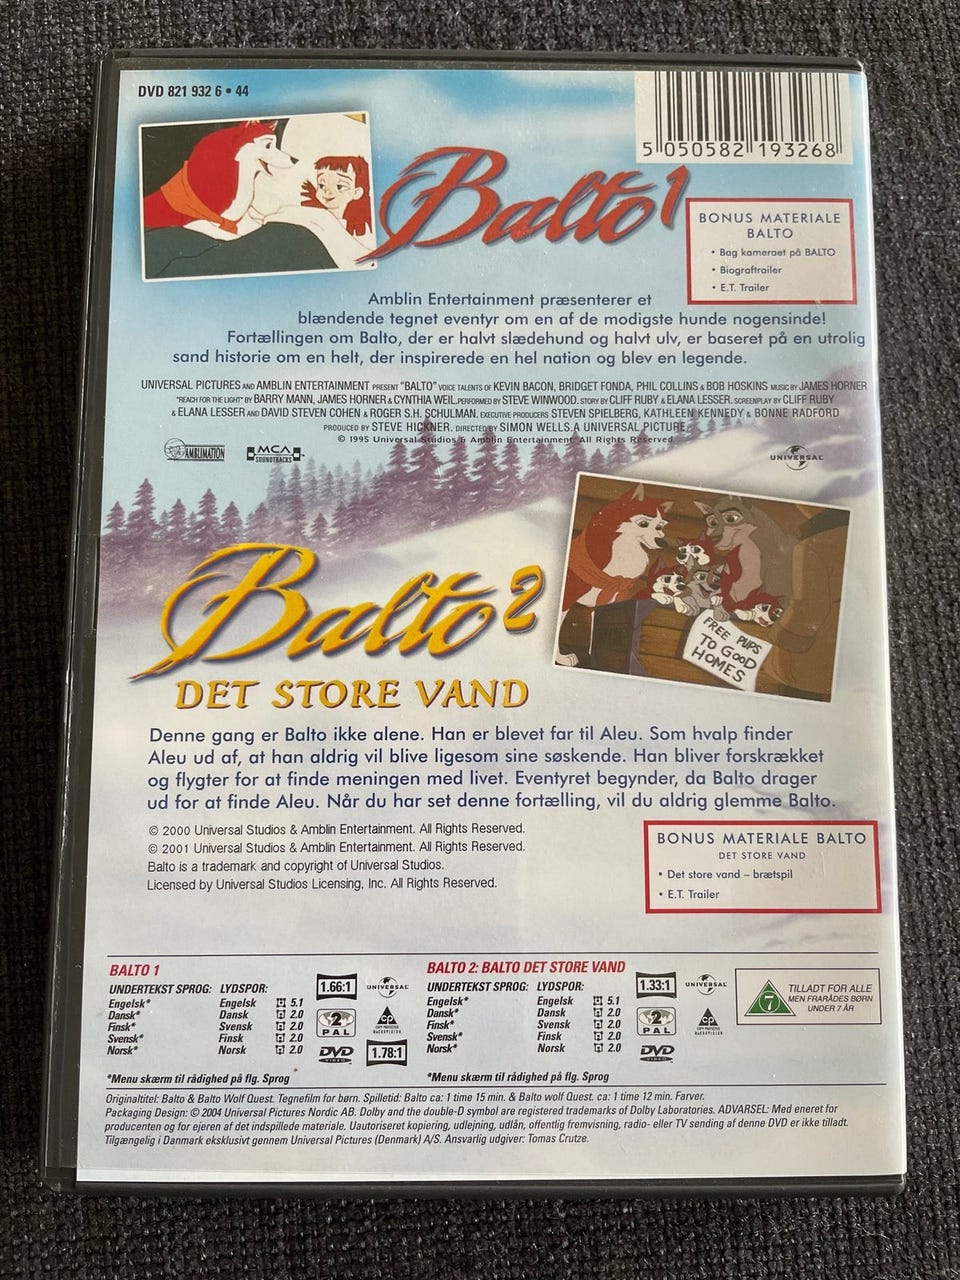 DVD 821 932 6 • 44
5 050582 193268
Balto 1
BONUS MATERIALE
BALTO
• Bag kameraet på BALTO
• Biograftrailer
• E.T. Trailer
Amblin Entertainment præsenterer et
blændende tegnet eventyr om en af de modigste hunde nogensinde!
Fortællingen om Balto, der er halvt slædehund og halvt ulv, er baseret på en utrolig
sand historie om en helt, der inspirerede en hel nation og blev en legende.
UNIVERSAL PICTURES AND AMBLIN ENTERTAINMENT PRESENT "BALTO" VOICE TALENTS OF KEVIN BACON, BRIDGET FONDA, PHIL COLLINS & BOB HOSKINS MUSIC BY JAMES HORNER
"REACH FOR THE LIGHT" BY BARRY MANN, JAMES HORNER & CYNTHIA WEIL. PERFORMED BY STEVE WINWOOD. STORY BY CLIFF RUBY & ELANA LESSER. SCREENPLAY BY CLIFF RUBY
& ELANA LESSER AND DAVID STEVEN COHEN & ROGER S.H. SCHULMAN. EXECUTIVE PRODUCERS STEVEN SPIELBERG, KATHLEEN KENNEDY & BONNE RADFORD
PRODUCED BY STEVE HICKNER. DIRECTED BY SIMON WELLS. A UNIVERSAL PICTURE
© 1995 Universal Studios & Amblin Entertainment. All Rights Reserved.
AMBLIMATION
MCA
SOUNDTRACKS
UNIVERSAL
FREE PUPS
TO GOOD
HOMES
Balto 2
DET STORE VAND
Denne gang er Balto ikke alene. Han er blevet far til Aleu. Som hvalp finder
Aleu ud af, at han aldrig vil blive ligesom sine søskende. Han bliver forskrækket
og flygter for at finde meningen med livet. Eventyret begynder, da Balto drager
ud for at finde Aleu. Når du har set denne fortælling, vil du aldrig glemme Balto.
© 2000 Universal Studios & Amblin Entertainment. All Rights Reserved.
© 2001 Universal Studios & Amblin Entertainment. All Rights Reserved.
Balto is a trademark and copyright of Universal Studios.
Licensed by Universal Studios Licensing, Inc. All Rights Reserved.
BONUS MATERIALE BALTO
DET STORE VAND
• Det store vand – brætspil
• E.T. Trailer
BALTO 1
UNDERTEKST SPROG: LYDSPOR:
Engelsk* Engelsk 5.1
Dansk* Dansk 2.0
Finsk* Svensk 2.0
Svensk* Finsk 2.0
Norsk* Norsk 2.0
*Menu skærm til rådighed på flg. Sprog
1.66:1
UNIVERSAL
2
PAL
DVD
VIDEO
1.78:1
BALTO 2: BALTO DET STORE VAND
UNDERTEKST SPROG: LYDSPOR:
Engelsk* Engelsk 5.1
Dansk* Dansk 2.0
Finsk* Svensk 2.0
Svensk* Finsk 2.0
Norsk* Norsk 2.0
*Menu skærm til rådighed på flg. Sprog
1.33:1
UNIVERSAL
2
PAL
DVD
VIDEO
7
TILLADT FOR ALLE
MEN FRARÅDES BØRN
UNDER 7 ÅR
Originaltitel: Balto & Balto Wolf Quest. Tegnefilm for børn. Spilletid: Balto ca: 1 time 15 min. & Balto wolf Quest. ca: 1 time 12 min. Farver.
Packaging Design: © 2004 Universal Pictures Nordic AB. Dolby and the double-D symbol are registered trademarks of Dolby Laboratories. ADVARSEL: Med eneret for
producenten og for ejeren af det indspillede materiale. Uautoriseret kopiering, udlejning, udlån, offentlig fremvisning, radio- eller TV sending af denne DVD er ikke tilladt.
Tilgængelig i Danmark eksklusivt gennem Universal Pictures (Denmark) A/S. Ansvarlig udgiver: Tomas Crutze.